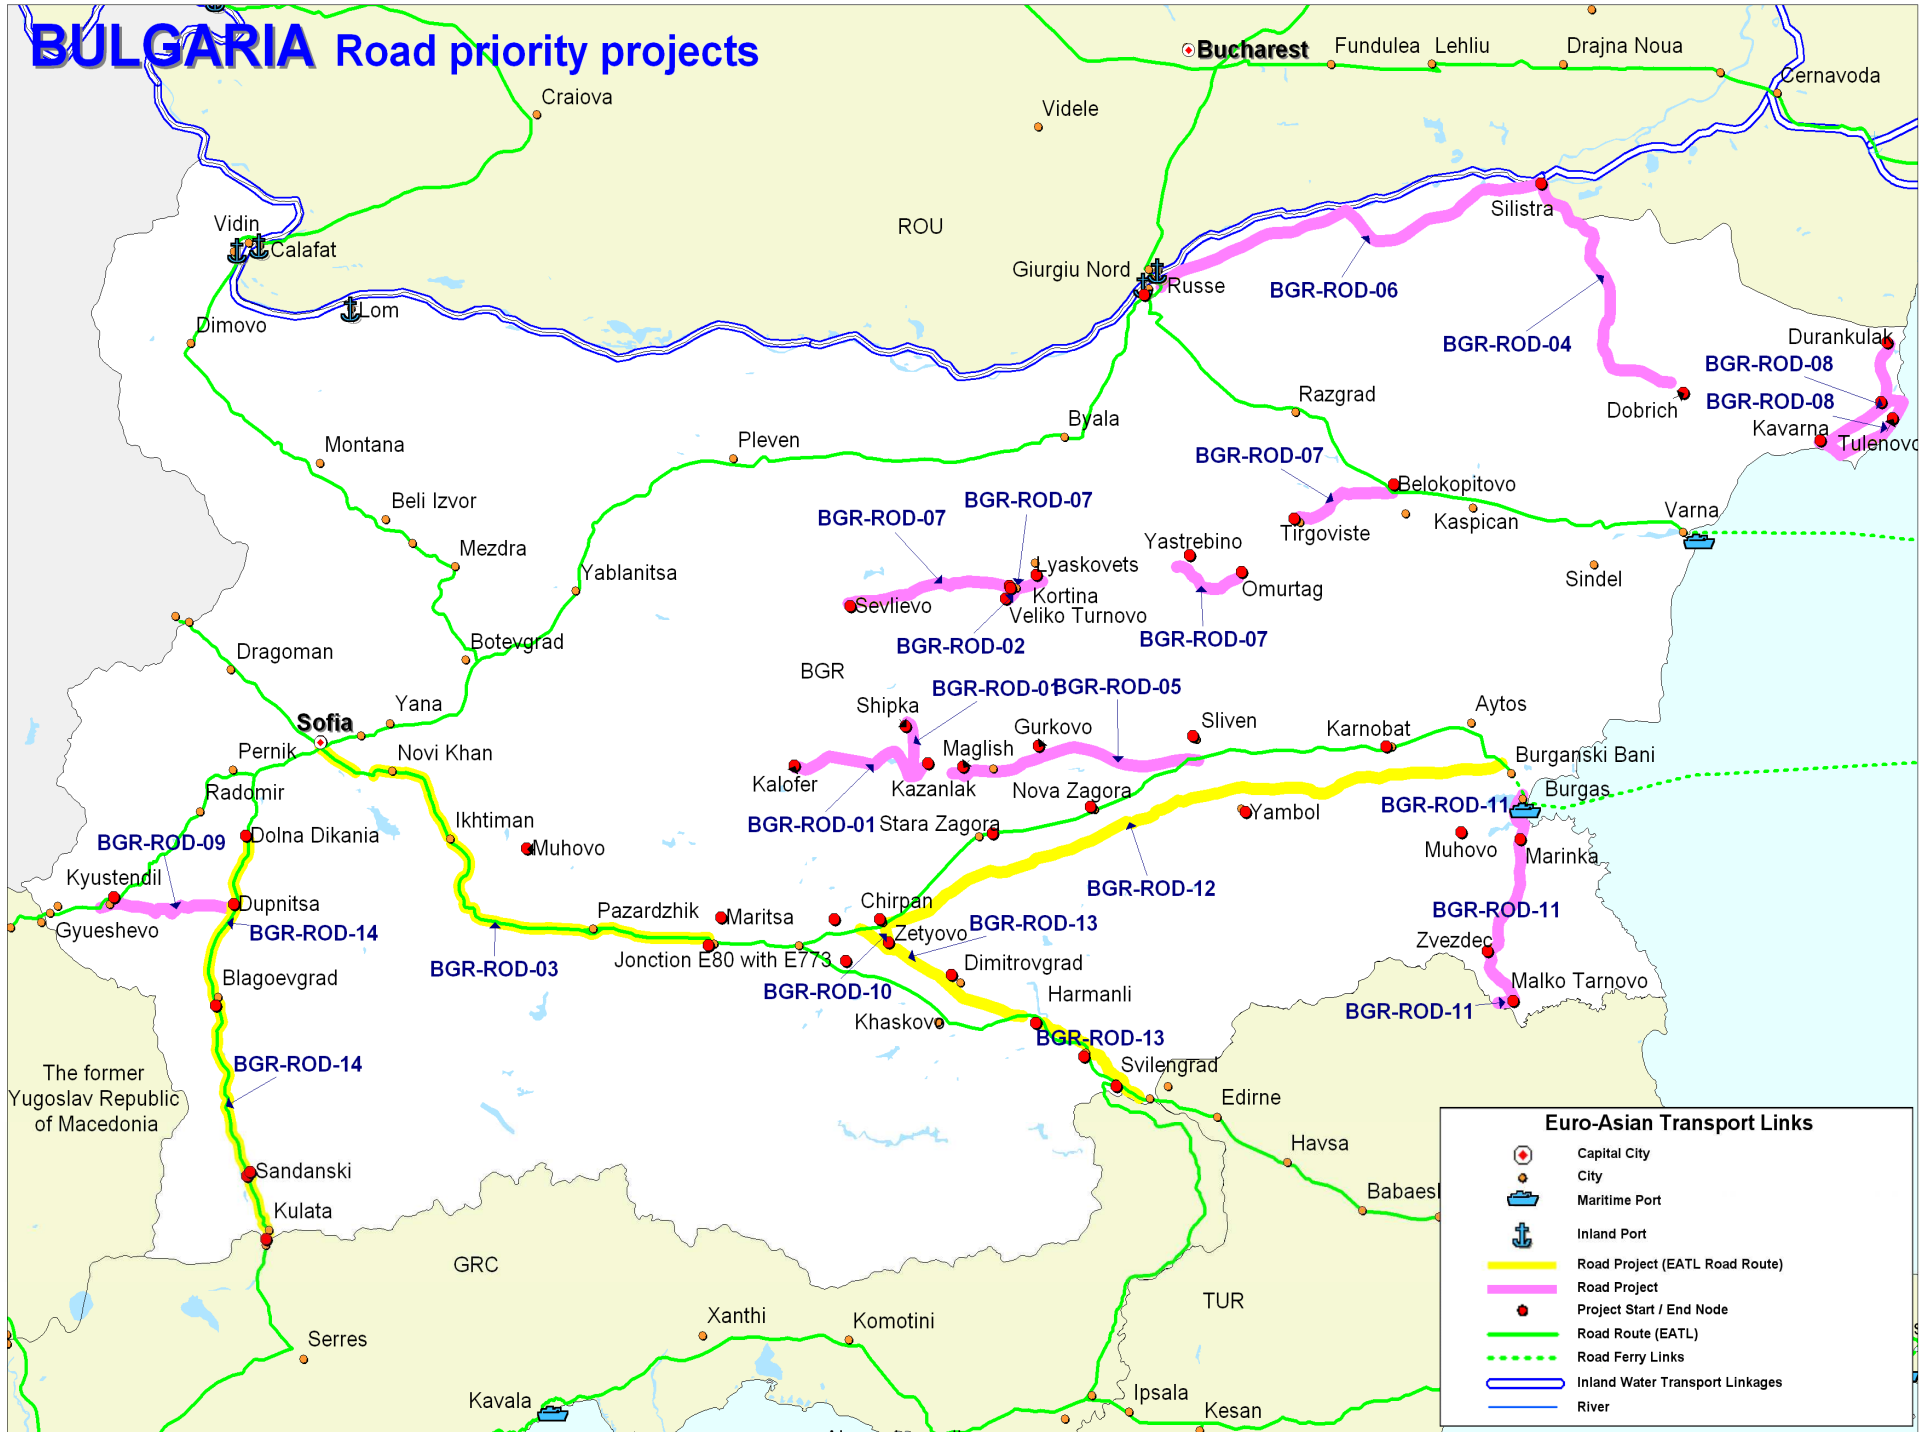 BULGARIA Road priority projects
Bucharest
Fundulea
Lehliu
Drajna Noua
Cernavoda
Craiova
Videle
Silistra
ROU
Vidin
Calafat
Giurgiu Nord
Russe
BGR-ROD-06
Lom
Dimovo
BGR-ROD-04
Durankulak
BGR-ROD-08
BGR-ROD-08
Dobrich
Kavarna
Tulenovo
Razgrad
Byala
Pleven
Montana
BGR-ROD-07
Belokopitovo
Beli Izvor
BGR-ROD-07
BGR-ROD-07
Kaspican
Varna
Tirgoviste
Mezdra
Yastrebino
Lyaskovets
Yablanitsa
Sindel
Omurtag
Kortina
Sevlievo
Veliko Turnovo
BGR-ROD-02
BGR-ROD-07
Botevgrad
Dragoman
BGR
BGR-ROD-01
BGR-ROD-05
Yana
Shipka
Sofia
Gurkovo
Sliven
Karnobat
Aytos
Pernik
Novi Khan
Maglish
Burganski Bani
Kalofer
Kazanlak
Radomir
Nova Zagora
Burgas
BGR-ROD-11
Ikhtiman
BGR-ROD-01
Stara Zagora
Yambol
Dolna Dikania
BGR-ROD-09
Muhovo
Muhovo
Marinka
Kyustendil
BGR-ROD-12
Dupnitsa
Pazardzhik
Maritsa
Chirpan
BGR-ROD-11
Gyueshevo
BGR-ROD-14
Zetyovo
BGR-ROD-13
Zvezdec
BGR-ROD-03
Jonction E80 with E773
Dimitrovgrad
Blagoevgrad
BGR-ROD-10
Malko Tarnovo
Harmanli
BGR-ROD-11
Khaskovo
BGR-ROD-13
BGR-ROD-14
Svilengrad
The former
Yugoslav Republic
of Macedonia
Edirne
Havsa
Sandanski
Babaesl
Kulata
GRC
TUR
Xanthi
Komotini
Serres
Kavala
Ipsala
Kesan
Euro-Asian Transport Links
Capital City
City
Maritime Port
Inland Port
Road Project (EATL Road Route)
Road Project
Project Start / End Node
Road Route (EATL)
Road Ferry Links
Inland Water Transport Linkages
River